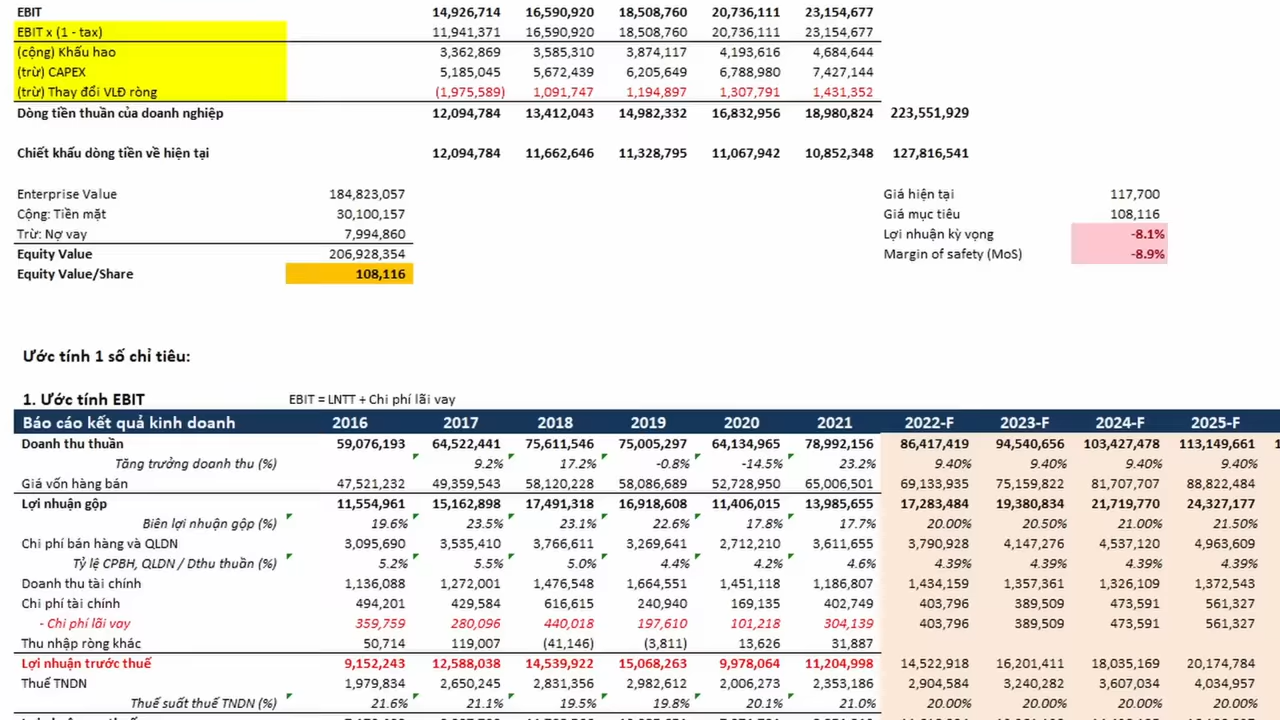 EBIT 14,926,714 16,590,920 18,508,760 20,736,111 23,154,677
EBIT x (1 - tax) 11,941,371 16,590,920 18,508,760 20,736,111 23,154,677
(cộng) Khấu hao 3,362,869 3,585,310 3,874,117 4,193,616 4,684,644
(trừ) CAPEX 5,185,045 5,672,439 6,205,649 6,788,980 7,427,144
(trừ) Thay đổi VLĐ ròng (1,975,589) 1,091,747 1,194,897 1,307,791 1,431,352
Dòng tiền thuần của doanh nghiệp 12,094,784 13,412,043 14,982,332 16,832,956 18,980,824 223,551,929
Chiết khấu dòng tiền về hiện tại 12,094,784 11,662,646 11,328,795 11,067,942 10,852,348 127,816,541
Enterprise Value 184,823,057 Giá hiện tại 117,700
Cộng: Tiền mặt 30,100,157 Giá mục tiêu 108,116
Trừ: Nợ vay 7,994,860 Lợi nhuận kỳ vọng -8.1%
Equity Value 206,928,354 Margin of safety (MoS) -8.9%
Equity Value/Share 108,116
Ước tính 1 số chỉ tiêu:
1. Ước tính EBIT EBIT = LNTT + Chi phí lãi vay
Báo cáo kết quả kinh doanh 2016 2017 2018 2019 2020 2021 2022-F 2023-F 2024-F 2025-F
Doanh thu thuần 59,076,193 64,522,441 75,611,546 75,005,297 64,134,965 78,992,156 86,417,419 94,540,656 103,427,478 113,149,661
Tăng trưởng doanh thu (%) 9.2% 17.2% -0.8% -14.5% 23.2% 9.40% 9.40% 9.40% 9.40%
Giá vốn hàng bán 47,521,232 49,359,543 58,120,228 58,086,689 52,728,950 65,006,501 69,133,935 75,159,822 81,707,707 88,822,484
Lợi nhuận gộp 11,554,961 15,162,898 17,491,318 16,918,608 11,406,015 13,985,655 17,283,484 19,380,834 21,719,770 24,327,177
Biên lợi nhuận gộp (%) 19.6% 23.5% 23.1% 22.6% 17.8% 17.7% 20.00% 20.50% 21.00% 21.50%
Chi phí bán hàng và QLDN 3,095,690 3,535,410 3,766,611 3,269,641 2,712,210 3,611,655 3,790,928 4,147,276 4,537,120 4,963,609
Tỷ lệ CPBH, QLDN / Dthu thuần (%) 5.2% 5.5% 5.0% 4.4% 4.2% 4.6% 4.39% 4.39% 4.39% 4.39%
Doanh thu tài chính 1,136,088 1,272,001 1,476,548 1,664,551 1,451,118 1,186,807 1,434,159 1,357,361 1,326,109 1,372,543
Chi phí tài chính 494,201 429,584 616,615 240,940 169,135 402,749 403,796 389,509 473,591 561,327
- Chi phí lãi vay 359,759 280,096 440,018 197,610 101,218 304,139 403,796 389,509 473,591 561,327
Thu nhập ròng khác 50,714 119,007 (41,146) (3,811) 13,626 31,887
Lợi nhuận trước thuế 9,152,243 12,588,038 14,539,922 15,068,263 9,978,064 11,204,998 14,522,918 16,201,411 18,035,169 20,174,784
Thuế TNDN 1,979,834 2,650,245 2,831,356 2,982,612 2,006,273 2,353,186 2,904,584 3,240,282 3,607,034 4,034,957
Thuế suất thuế TNDN (%) 21.6% 21.1% 19.5% 19.8% 20.1% 21.0% 20.00% 20.00% 20.00% 20.00%